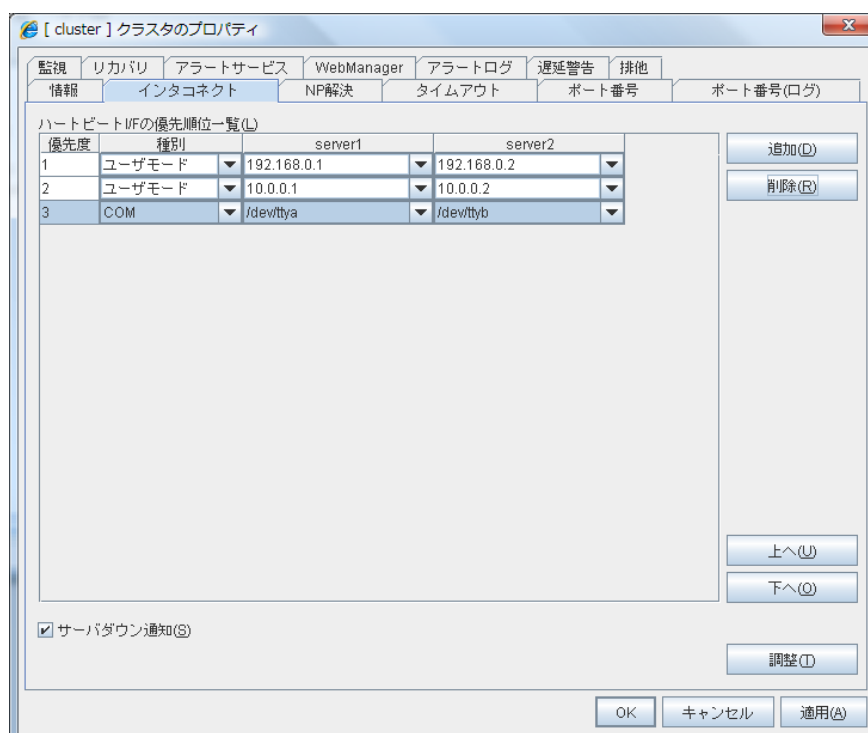 [ cluster ] クラスタのプロパティ
監視 リカバリ アラートサービス WebManager アラートログ 遅延警告 排他
情報 インタコネクト NP解決 タイムアウト ポート番号 ポート番号(ログ)
ハートビートI/Fの優先順位一覧(L)
優先度 種別 server1 server2
1 ユーザモード 192.168.0.1 192.168.0.2
2 ユーザモード 10.0.0.1 10.0.0.2
3 COM /dev/ttya /dev/ttyb
追加(D)
削除(R)
上へ(U)
下へ(O)
サーバダウン通知(S)
調整(T)
OK キャンセル 適用(A)